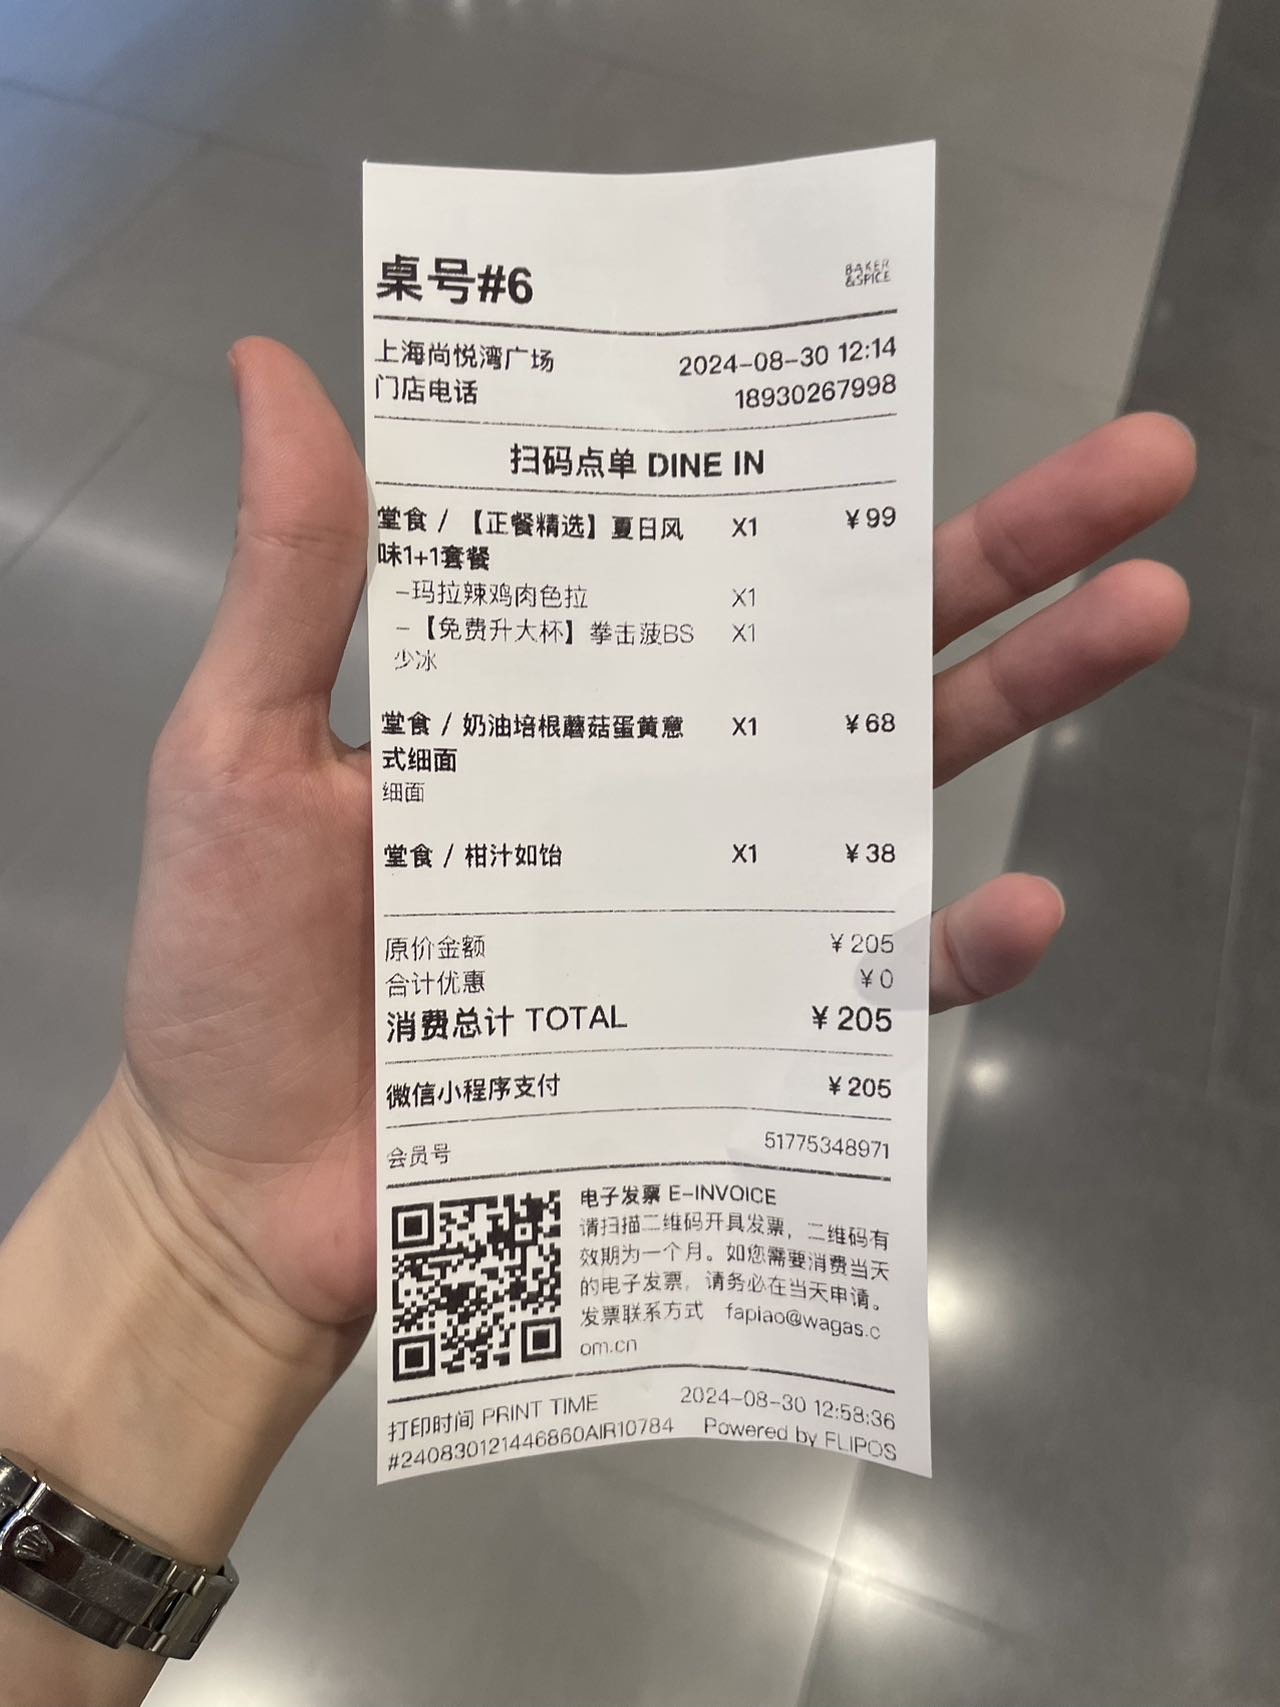 桌号#6
BAKER
&SPICE
上海尚悦湾广场 2024-08-30 12:14
门店电话 18930267998
扫码点单 DINE IN
堂食 / 【正餐精选】夏日风 X1 ¥99
味1+1套餐
-玛拉辣鸡肉色拉 X1
-【免费升大杯】拳击菠BS X1
少冰
堂食 / 奶油培根蘑菇蛋黄意 X1 ¥68
式细面
细面
堂食 / 柑汁如饴 X1 ¥38
原价金额 ¥205
合计优惠 ¥0
消费总计 TOTAL ¥205
微信小程序支付 ¥205
会员号 51775348971
电子发票 E-INVOICE
请扫描二维码开具发票，二维码有
效期为一个月。如您需要消费当天
的电子发票，请务必在当天申请。
发票联系方式 fapiao@wagas.c
om.cn
打印时间 PRINT TIME 2024-08-30 12:58:36
#240830121446860AIR10784 Powered by FLIPOS